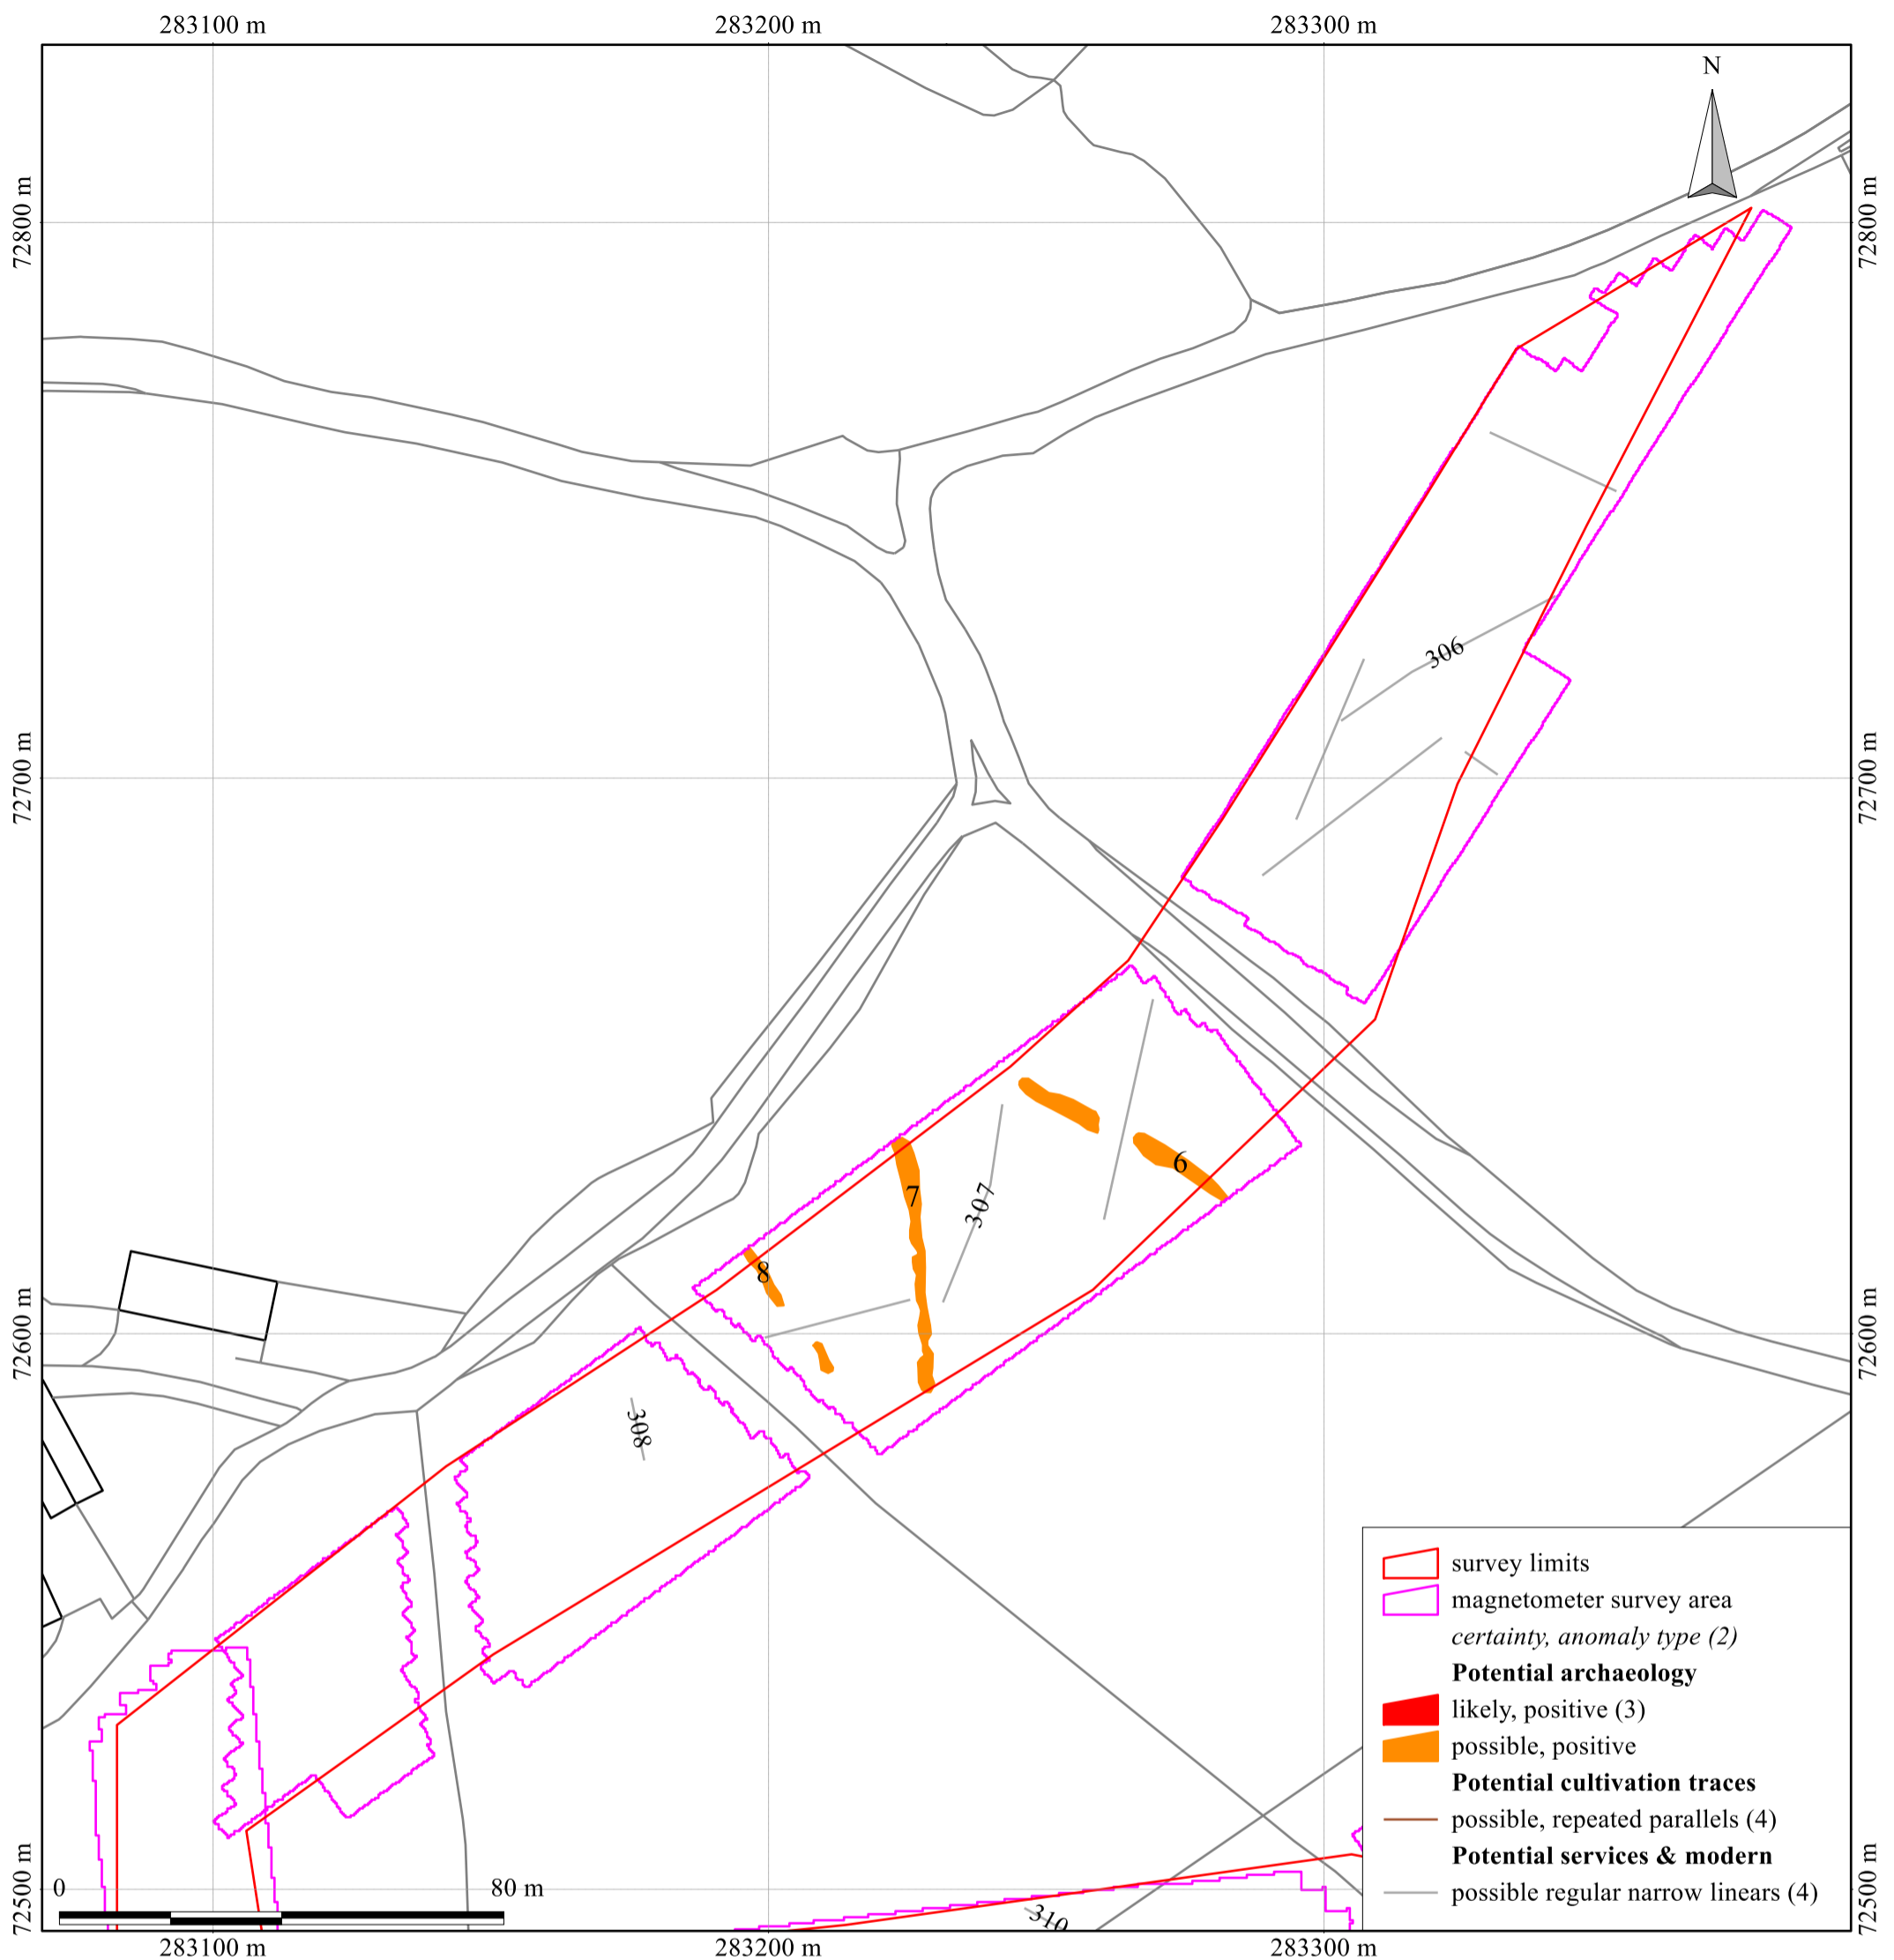 283100 m
283200 m
283300 m
N
72800 m
72800 m
306
72700 m
72700 m
6
7
307
8
72600 m
72600 m
308
survey limits
magnetometer survey area
certainty, anomaly type (2)
Potential archaeology
likely, positive (3)
possible, positive
Potential cultivation traces
possible, repeated parallels (4)
Potential services & modern
possible regular narrow linears (4)
72500 m
72500 m
0
80 m
310
283100 m
283200 m
283300 m